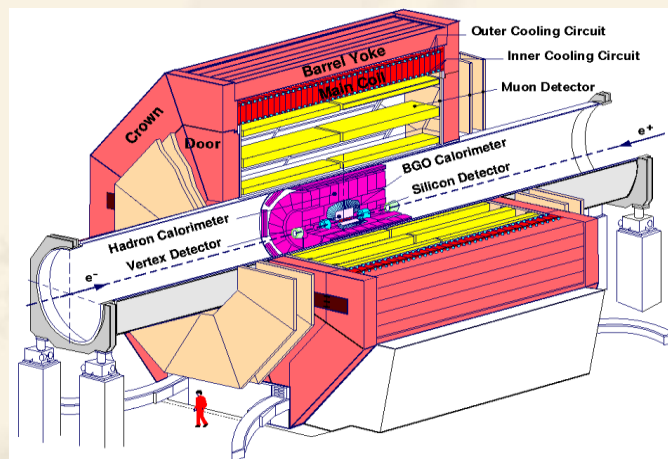 Outer Cooling Circuit
Barrel Yoke
Inner Cooling Circuit
Main Coil
Muon Detector
Crown
Door
e+
BGO Calorimeter
Silicon Detector
Hadron Calorimeter
Vertex Detector
e-